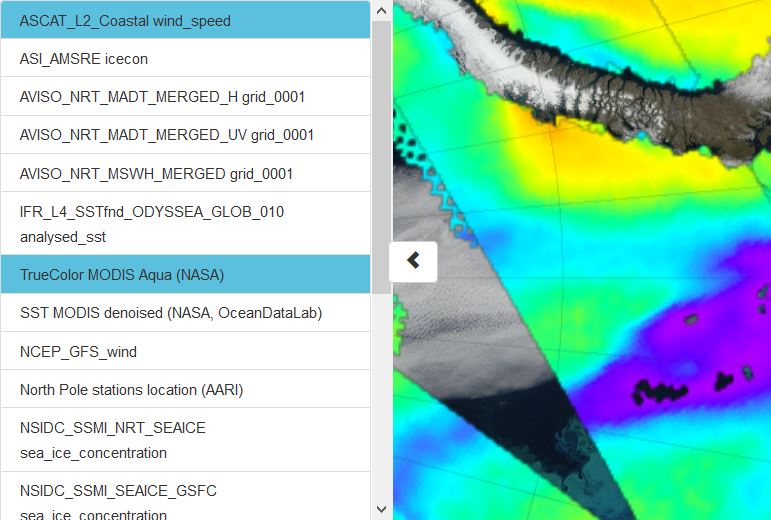 ASCAT_L2_Coastal wind_speed
ASI_AMSRE icecon
AVISO_NRT_MADT_MERGED_H grid_0001
AVISO_NRT_MADT_MERGED_UV grid_0001
AVISO_NRT_MSWH_MERGED grid_0001
IFR_L4_SSTfnd_ODYSSEA_GLOB_010
analysed_sst
TrueColor MODIS Aqua (NASA)
SST MODIS denoised (NASA, OceanDataLab)
NCEP_GFS_wind
North Pole stations location (AARI)
NSIDC_SSMI_NRT_SEAICE
sea_ice_concentration
NSIDC_SSMI_SEAICE_GSFC
sea_ice_concentration